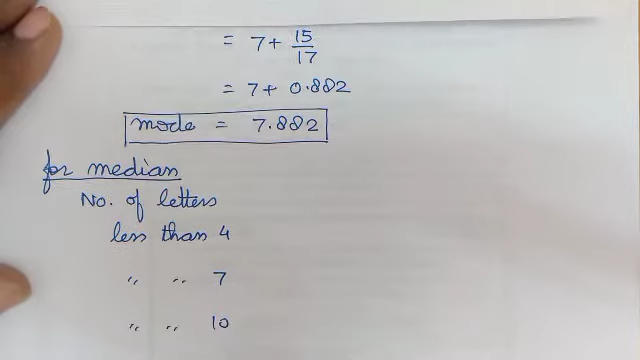 = 7 + 15/17
= 7 + 0.882
mode = 7.882
for median
No. of letters
less than 4
" " 7
" " 10